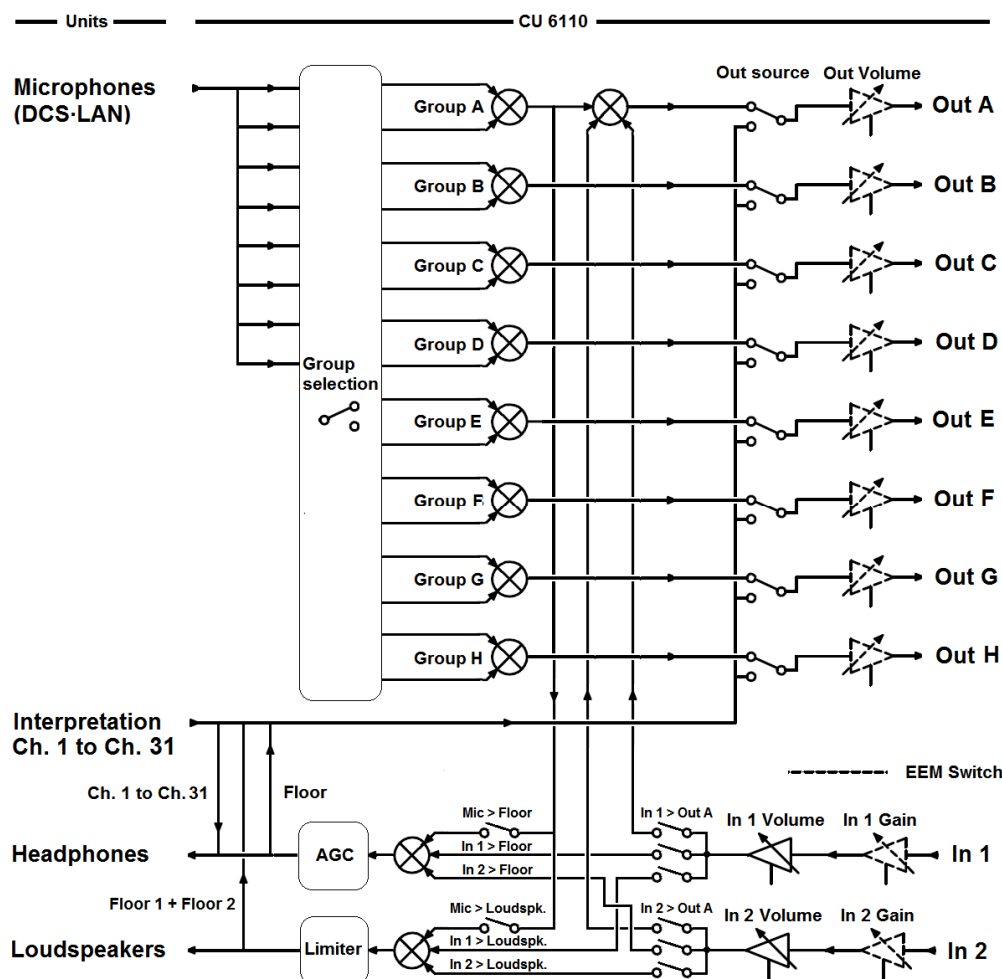 Units
CU 6110
Microphones
(DCS·LAN)
Out source
Out Volume
Group A
Out A
Group B
Out B
Group C
Out C
Group D
Out D
Group
selection
Group E
Out E
Group F
Out F
Group G
Out G
Group H
Out H
Interpretation
Ch. 1 to Ch. 31
EEM Switch
Ch. 1 to Ch.31
Floor
Mic > Floor
In 1 > Out A
In 1 Volume
In 1 Gain
Headphones
AGC
In 1 > Floor
In 1
In 2 > Floor
Floor 1 + Floor 2
Mic > Loudspk.
In 2 > Out A
In 2 Volume
In 2 Gain
Loudspeakers
Limiter
In 1 > Loudspk.
In 2
In 2 > Loudspk.